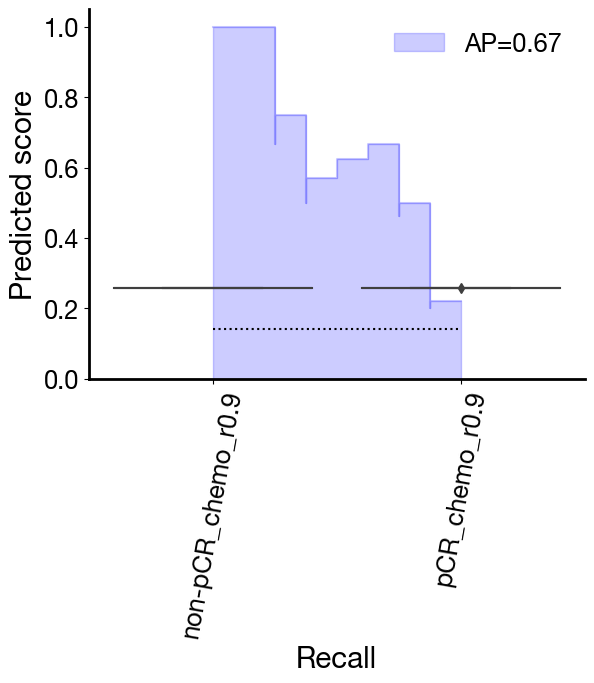 AP=0.67
Predicted score
1.0
0.8
0.6
0.4
0.2
0.0
non-pCR_chemo_r0.9
pCR_chemo_r0.9
Recall